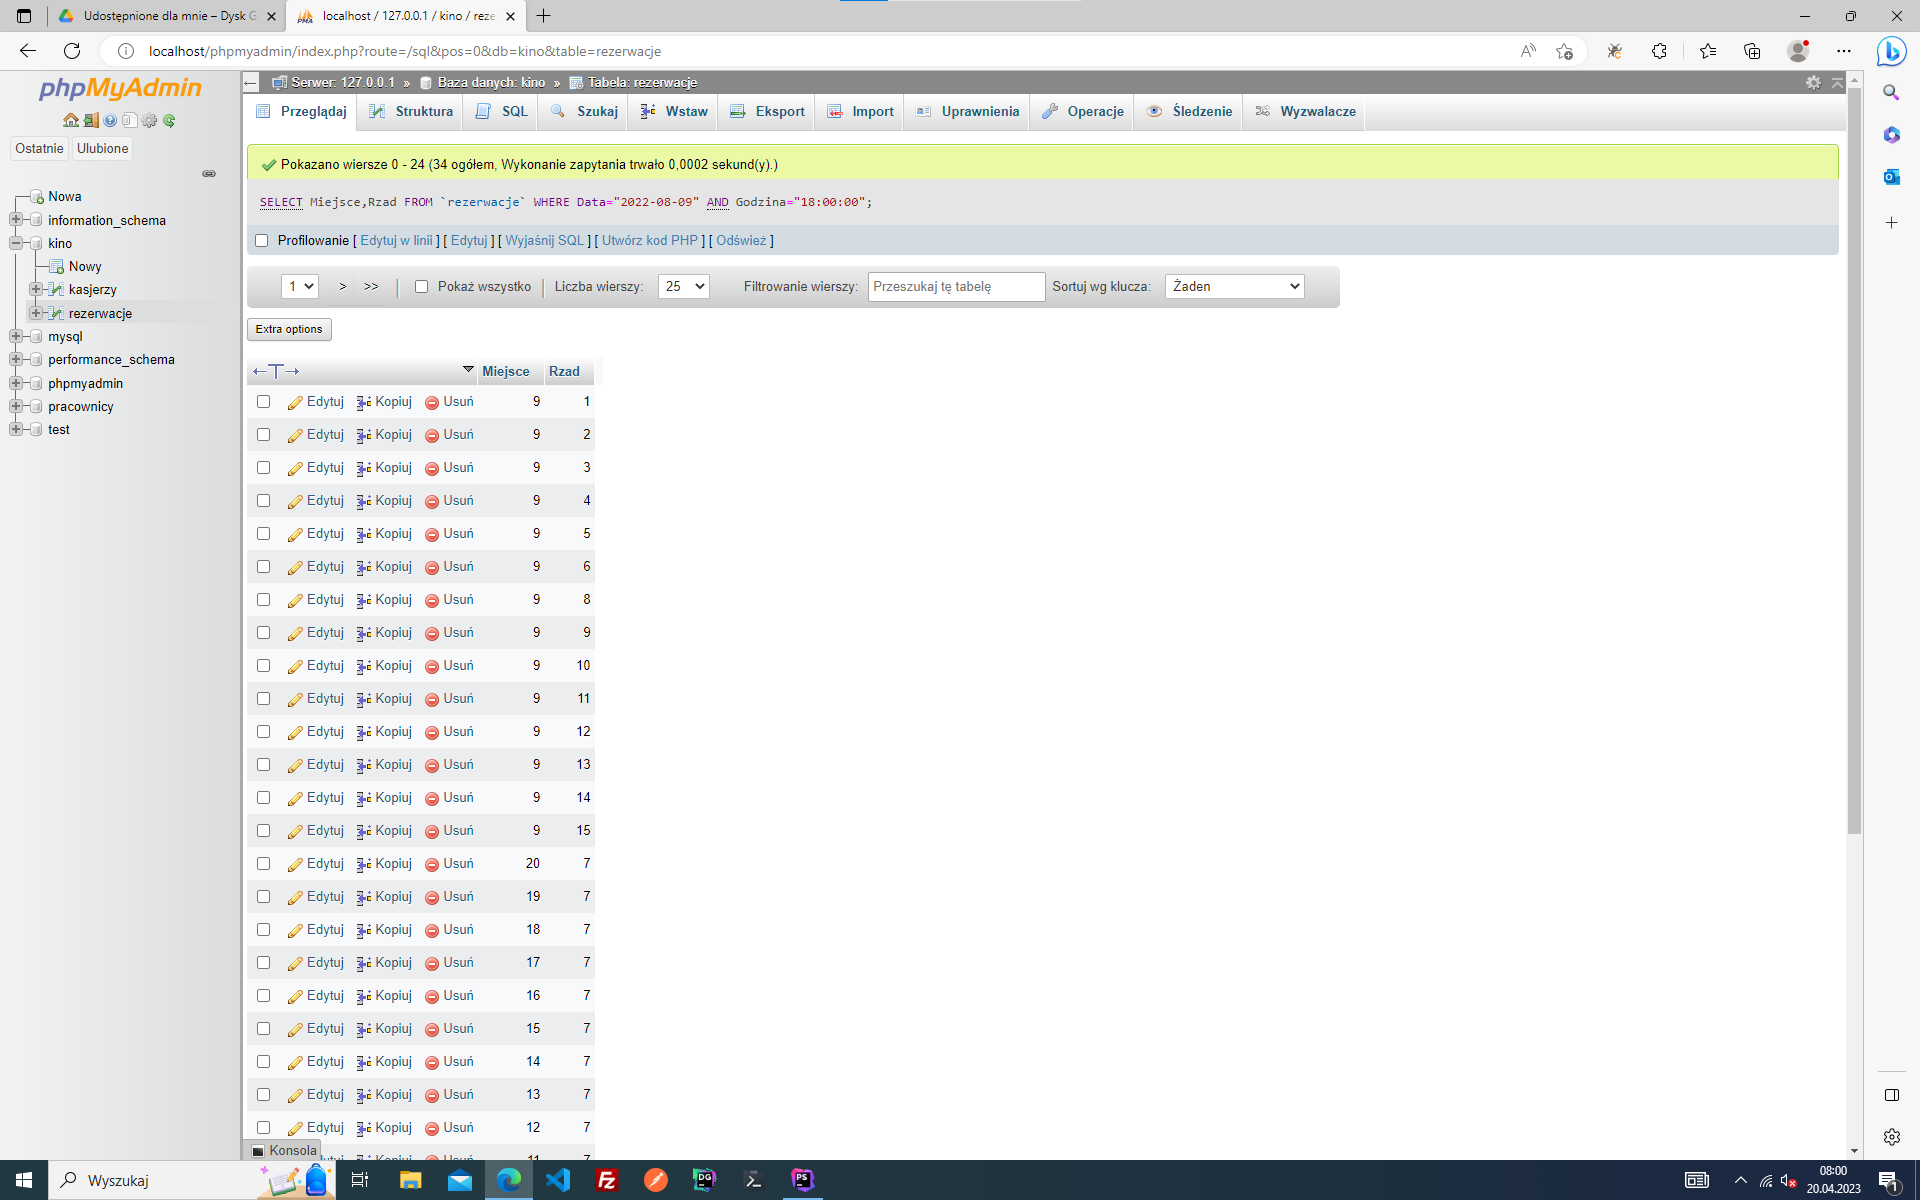 Udostępnione dla mnie – Dysk G
localhost / 127.0.0.1 / kino / reze
localhost/phpmyadmin/index.php?route=/sql&pos=0&db=kino&table=rezerwacje
phpMyAdmin
Ostatnie Ulubione
Nowa
information_schema
kino
Nowy
kasjerzy
rezerwacje
mysql
performance_schema
phpmyadmin
pracownicy
test
Serwer: 127.0.0.1 » Baza danych: kino » Tabela: rezerwacje
Przeglądaj Struktura SQL Szukaj Wstaw Eksport Import Uprawnienia Operacje Śledzenie Wyzwalacze
Pokazano wiersze 0 - 24 (34 ogółem, Wykonanie zapytania trwało 0,0002 sekund(y).)
SELECT Miejsce,Rzad FROM `rezerwacje` WHERE Data="2022-08-09" AND Godzina="18:00:00";
Profilowanie [ Edytuj w linii ] [ Edytuj ] [ Wyjaśnij SQL ] [ Utwórz kod PHP ] [ Odśwież ]
1 > >> Pokaż wszystko Liczba wierszy: 25 Filtrowanie wierszy: Przeszukaj tę tabelę Sortuj wg klucza: Żaden
Extra options
←T→ Miejsce Rzad
Edytuj Kopiuj Usuń 9 1
Edytuj Kopiuj Usuń 9 2
Edytuj Kopiuj Usuń 9 3
Edytuj Kopiuj Usuń 9 4
Edytuj Kopiuj Usuń 9 5
Edytuj Kopiuj Usuń 9 6
Edytuj Kopiuj Usuń 9 8
Edytuj Kopiuj Usuń 9 9
Edytuj Kopiuj Usuń 9 10
Edytuj Kopiuj Usuń 9 11
Edytuj Kopiuj Usuń 9 12
Edytuj Kopiuj Usuń 9 13
Edytuj Kopiuj Usuń 9 14
Edytuj Kopiuj Usuń 9 15
Edytuj Kopiuj Usuń 20 7
Edytuj Kopiuj Usuń 19 7
Edytuj Kopiuj Usuń 18 7
Edytuj Kopiuj Usuń 17 7
Edytuj Kopiuj Usuń 16 7
Edytuj Kopiuj Usuń 15 7
Edytuj Kopiuj Usuń 14 7
Edytuj Kopiuj Usuń 13 7
Edytuj Kopiuj Usuń 12 7
Konsola Kopiuj Usuń 11 7
Wyszukaj
08:00
20.04.2023
1